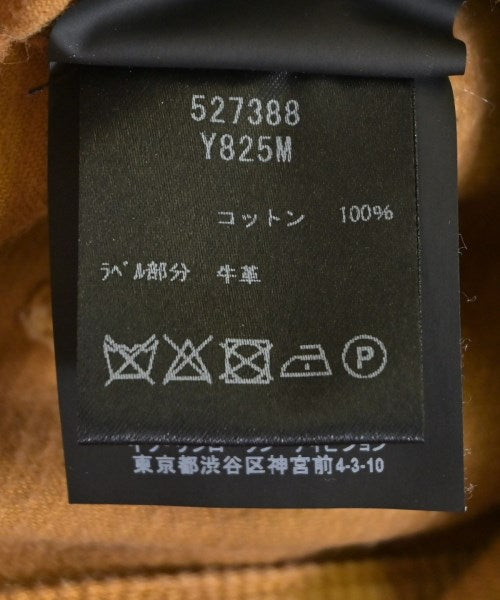 527388
Y825M
コットン 100%
ラベル部分 牛革
P
東京都渋谷区神宮前4-3-10